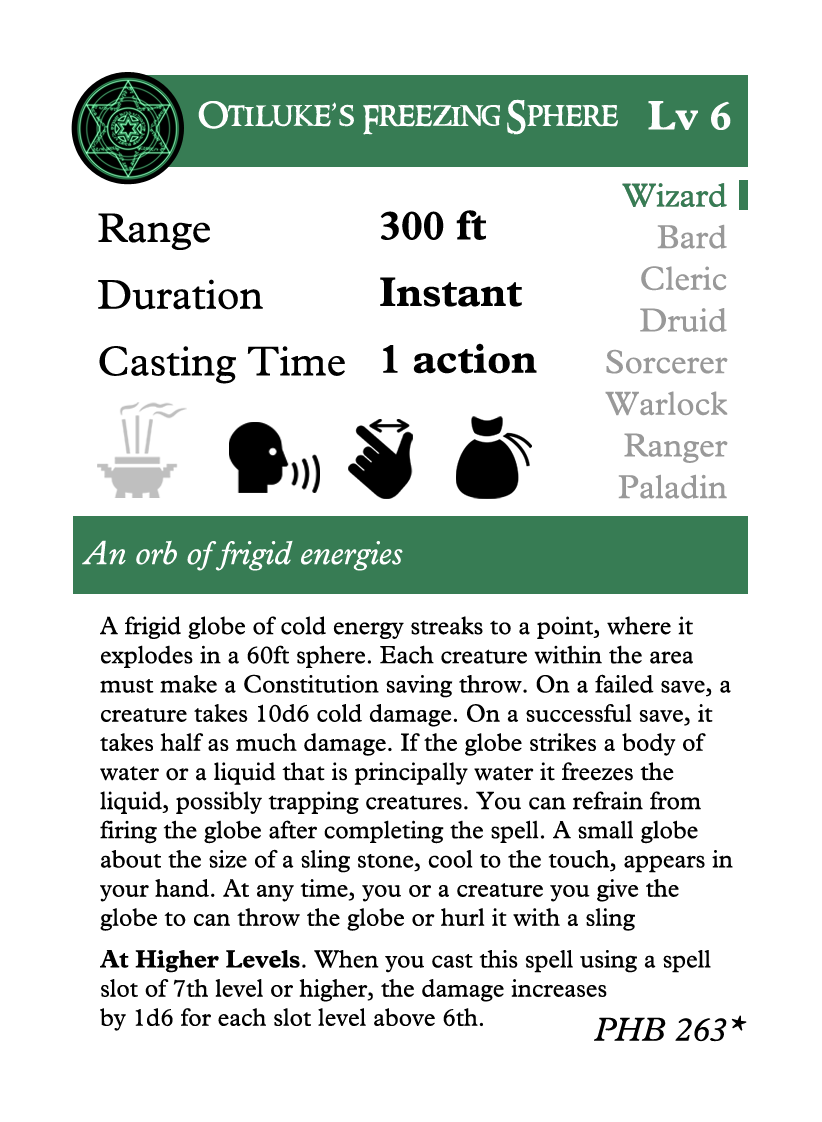 Otiluke's freezing Sphere Lv 6
Range 300 ft
Duration Instant
Casting Time 1 action
Wizard
Bard
Cleric
Druid
Sorcerer
Warlock
Ranger
Paladin
An orb of frigid energies
A frigid globe of cold energy streaks to a point, where it
explodes in a 60ft sphere. Each creature within the area
must make a Constitution saving throw. On a failed save, a
creature takes 10d6 cold damage. On a successful save, it
takes half as much damage. If the globe strikes a body of
water or a liquid that is principally water it freezes the
liquid, possibly trapping creatures. You can refrain from
firing the globe after completing the spell. A small globe
about the size of a sling stone, cool to the touch, appears in
your hand. At any time, you or a creature you give the
globe to can throw the globe or hurl it with a sling
At Higher Levels. When you cast this spell using a spell
slot of 7th level or higher, the damage increases
by 1d6 for each slot level above 6th.
PHB 263*